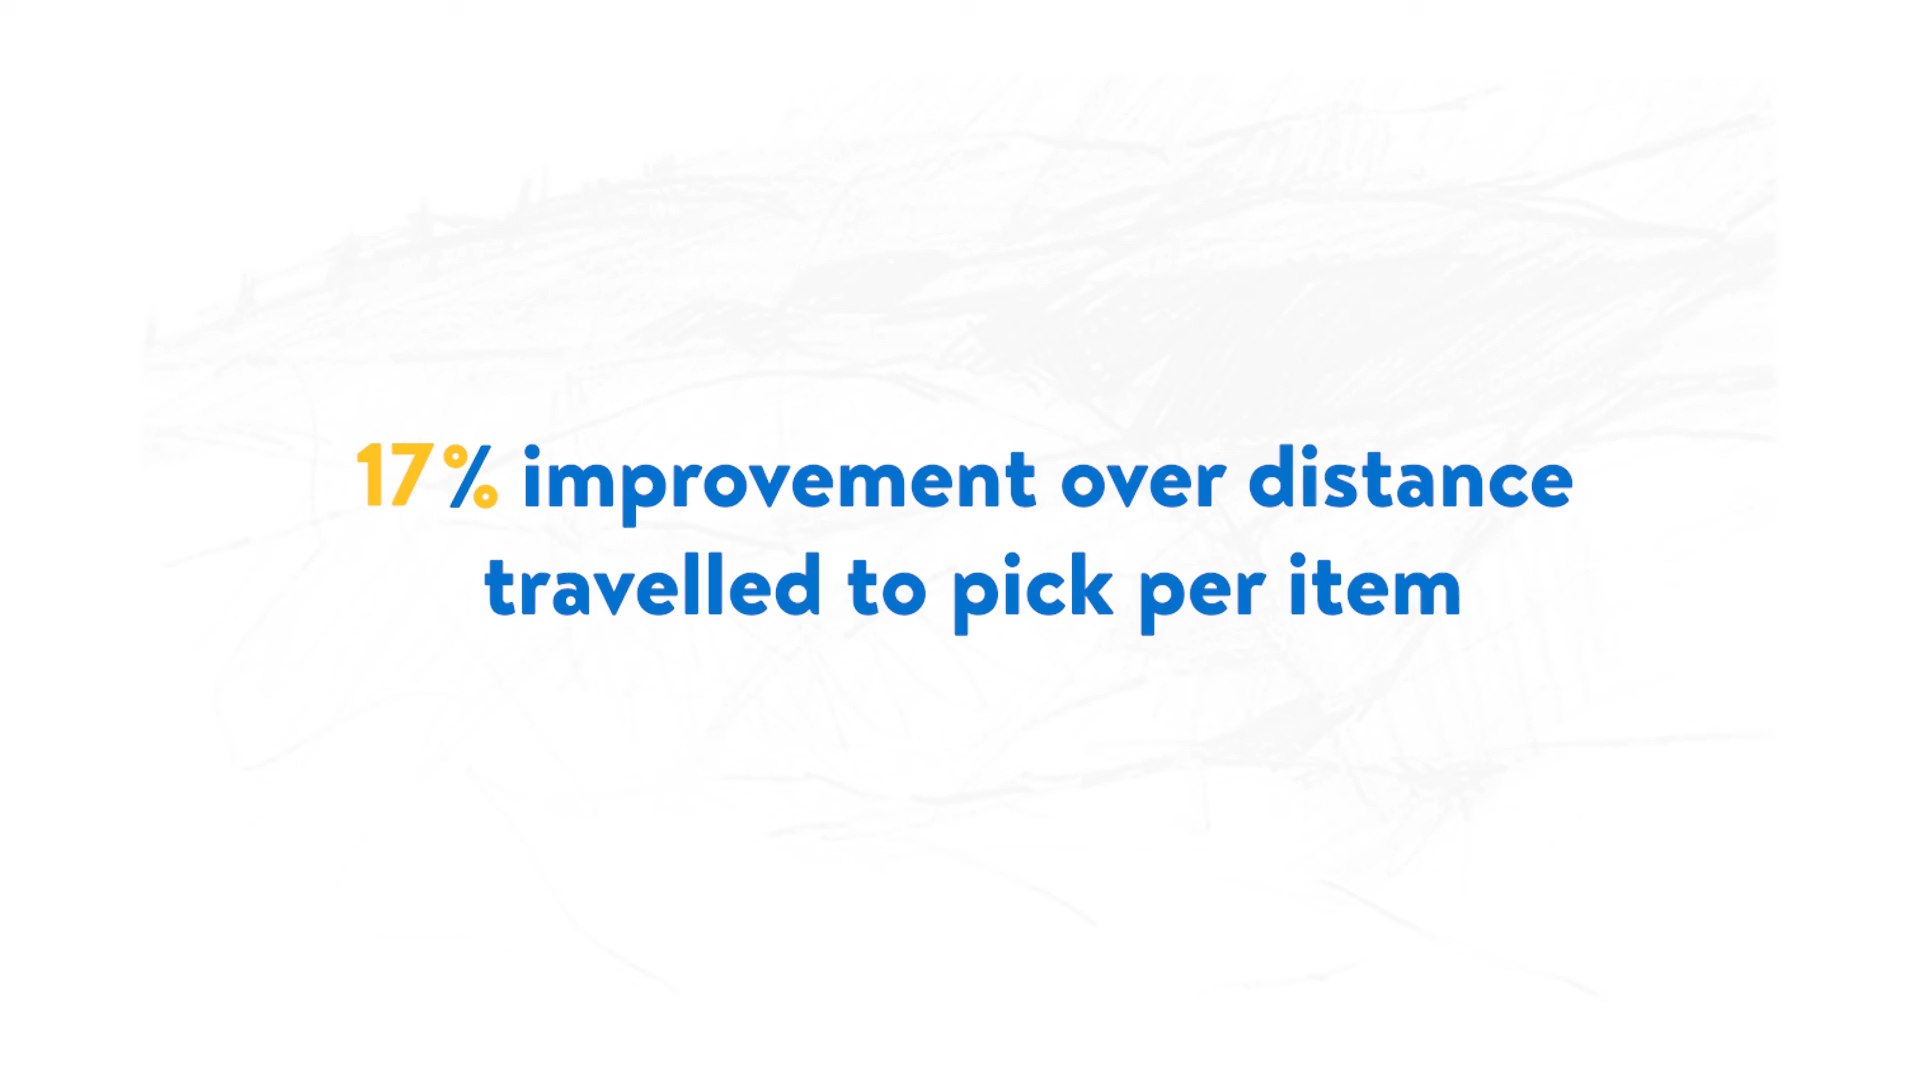 17% improvement over distance
travelled to pick per item